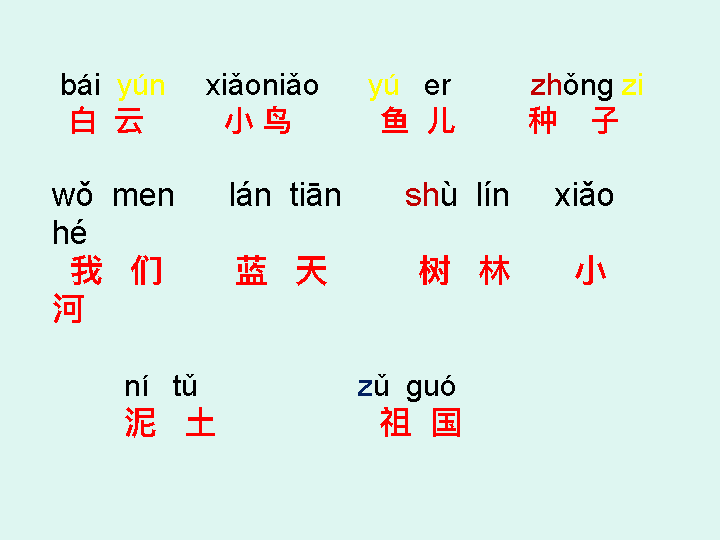 bái yún xiǎoniǎo yú er zhǒng zi
白 云 小 鸟 鱼 儿 种 子
wǒ men lán tiān shù lín xiǎo
hé
我 们 蓝 天 树 林 小
河
ní tǔ zǔ guó
泥 土 祖 国